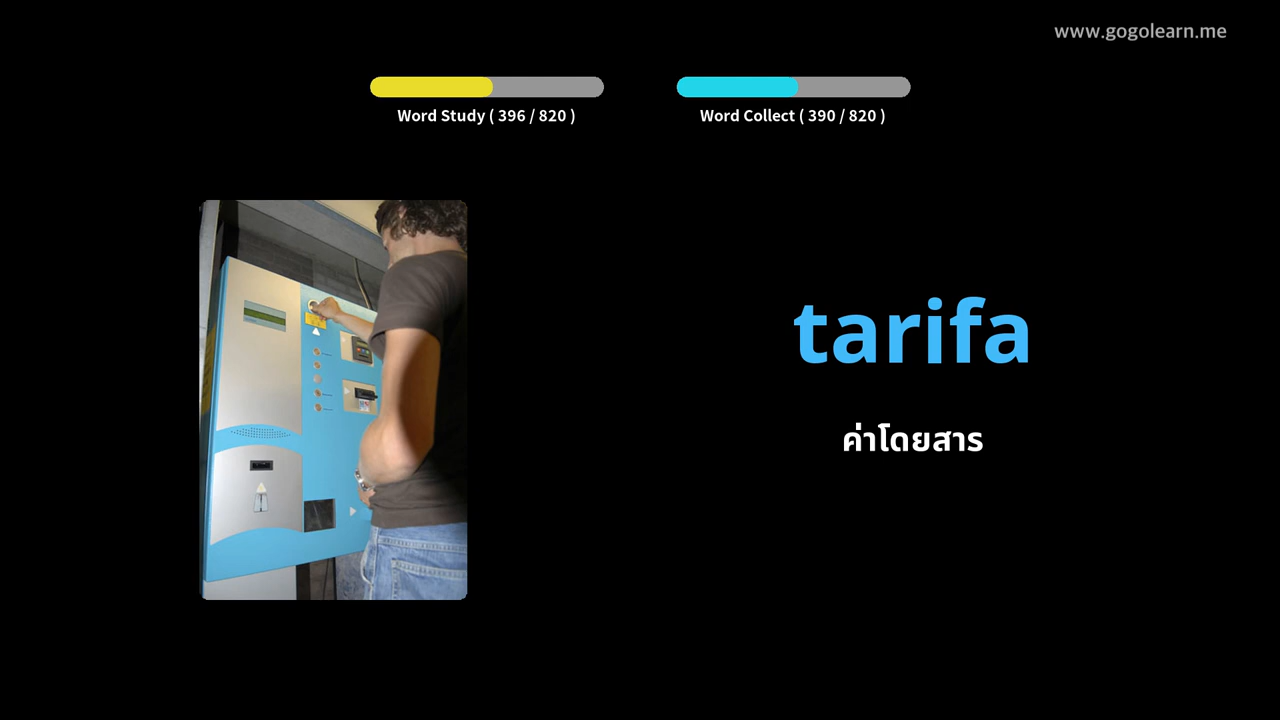 www.gogolearn.me
Word Study ( 396 / 820 )
Word Collect ( 390 / 820 )
tarifa
ค่าโดยสาร